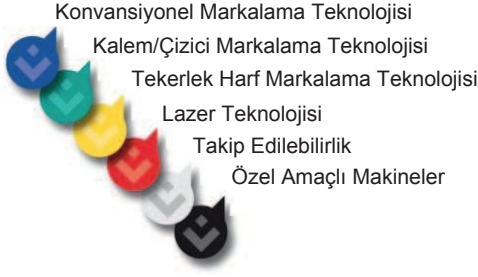 Konvansiyonel Markalama Teknolojisi
Kalem/Çizici Markalama Teknolojisi
Tekerlek Harf Markalama Teknolojisi
Lazer Teknolojisi
Takip Edilebilirlik
Özel Amaçlı Makineler